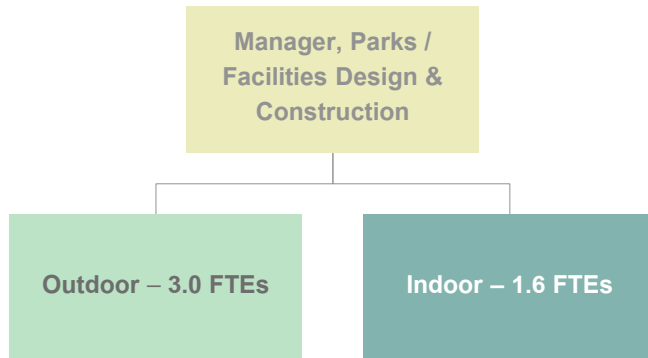 Manager, Parks /
Facilities Design &
Construction
Outdoor – 3.0 FTEs
Indoor – 1.6 FTEs